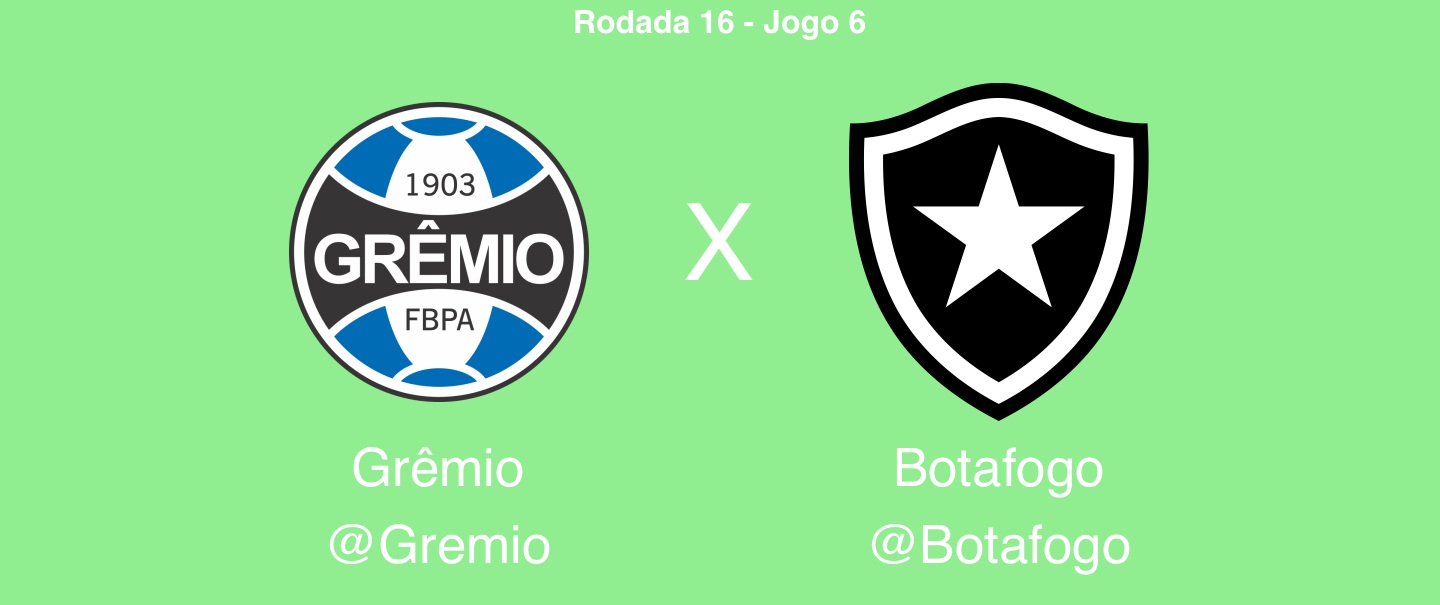 Rodada 16 - Jogo 6
1903
GRÊMIO
FBPA
X
Grêmio
Botafogo
@Gremio
@Botafogo